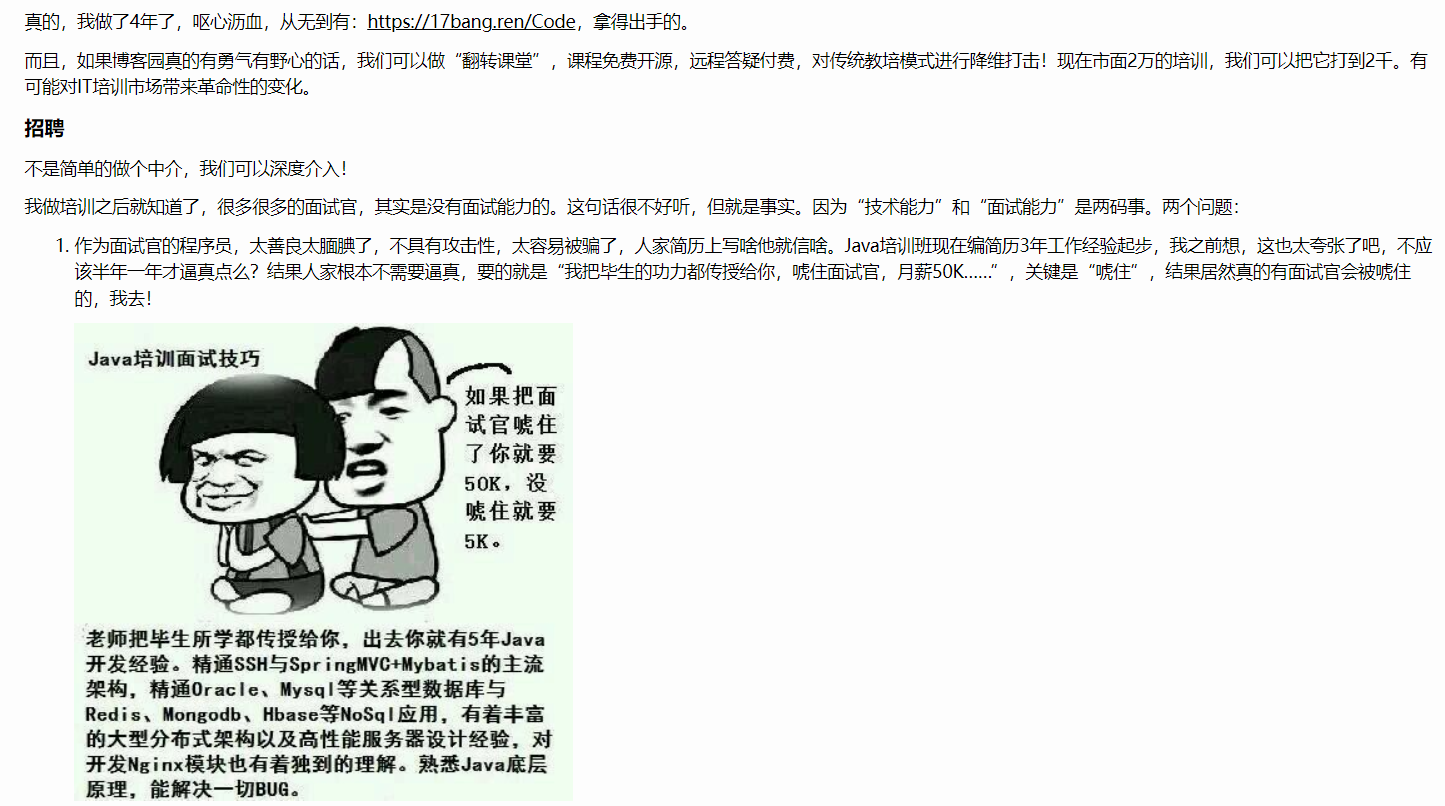 真的，我做了4年了，呕心沥血，从无到有：https://17bang.ren/Code，拿得出手的。
而且，如果博客园真的有勇气有野心的话，我们可以做“翻转课堂”，课程免费开源，远程答疑付费，对传统教培模式进行降维打击！现在市面2万的培训，我们可以把它打到2千。有
可能对IT培训市场带来革命性的变化。
招聘
不是简单的做个中介，我们可以深度介入！
我做培训之后就知道了，很多很多的面试官，其实是没有面试能力的。这句话很不好听，但就是事实。因为“技术能力”和“面试能力”是两码事。两个问题：
1. 作为面试官的程序员，太善良太腼腆了，不具有攻击性，太容易被骗了，人家简历上写啥他就信啥。Java培训班现在编简历3年工作经验起步，我之前想，这也太夸张了吧，不应
该半年一年才逼真点么？结果人家根本不需要逼真，要的就是“我把毕生的功力都传授给你，唬住面试官，月薪50K……”，关键是“唬住”，结果居然真的有面试官会被唬住
的，我去！
Java培训面试技巧
如果把面
试官唬住
了你就要
50K，没
唬住就要
5K。
老师把毕生所学都传授给你，出去你就有5年Java
开发经验。精通SSH与SpringMVC+Mybatis的主流
架构，精通Oracle、Mysql等关系型数据库与
Redis、Mongodb、Hbase等NoSql应用，有着丰富
的大型分布式架构以及高性能服务器设计经验，对
开发Nginx模块也有着独到的理解。熟悉Java底层
原理，能解决一切BUG。